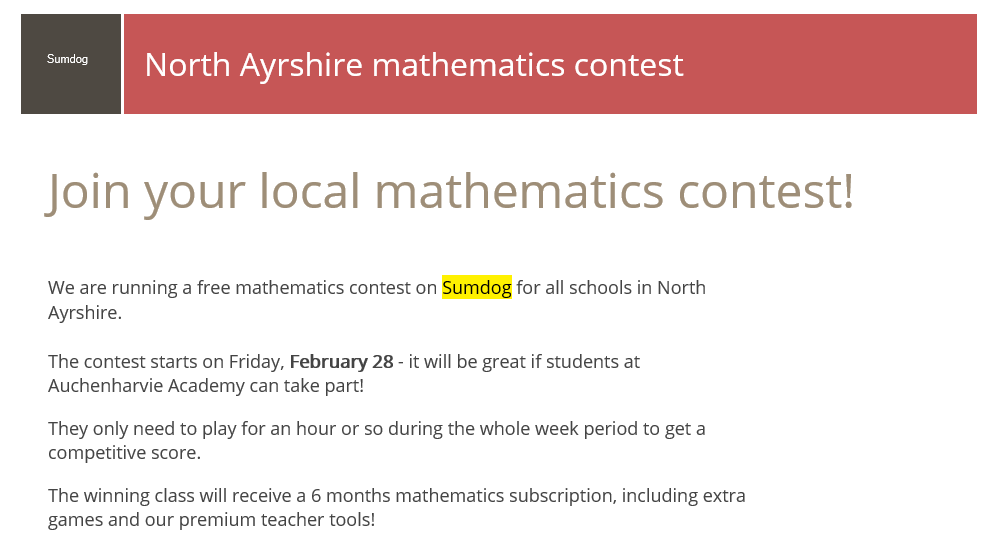 Sumdog
North Ayrshire mathematics contest
Join your local mathematics contest!
We are running a free mathematics contest on Sumdog for all schools in North
Ayrshire.
The contest starts on Friday, February 28 - it will be great if students at
Auchenharvie Academy can take part!
They only need to play for an hour or so during the whole week period to get a
competitive score.
The winning class will receive a 6 months mathematics subscription, including extra
games and our premium teacher tools!